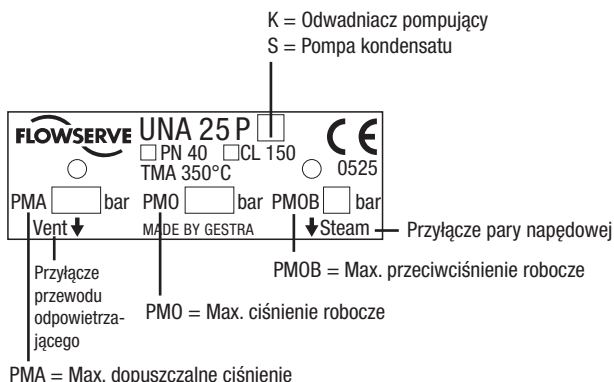 K = Odwadniacz pompujący
S = Pompa kondensatu
FLOWSERVE UNA 25 P CE
PN 40 CL 150
TMA 350°C 0525
PMA bar PMO bar PMOB bar
Vent MADE BY GESTRA Steam
Przyłącze pary napędowej
PMOB = Max. przeciwciśnienie robocze
Przyłącze
przewodu
odpowietrza-
jącego
PMO = Max. ciśnienie robocze
PMA = Max. dopuszczalne ciśnienie